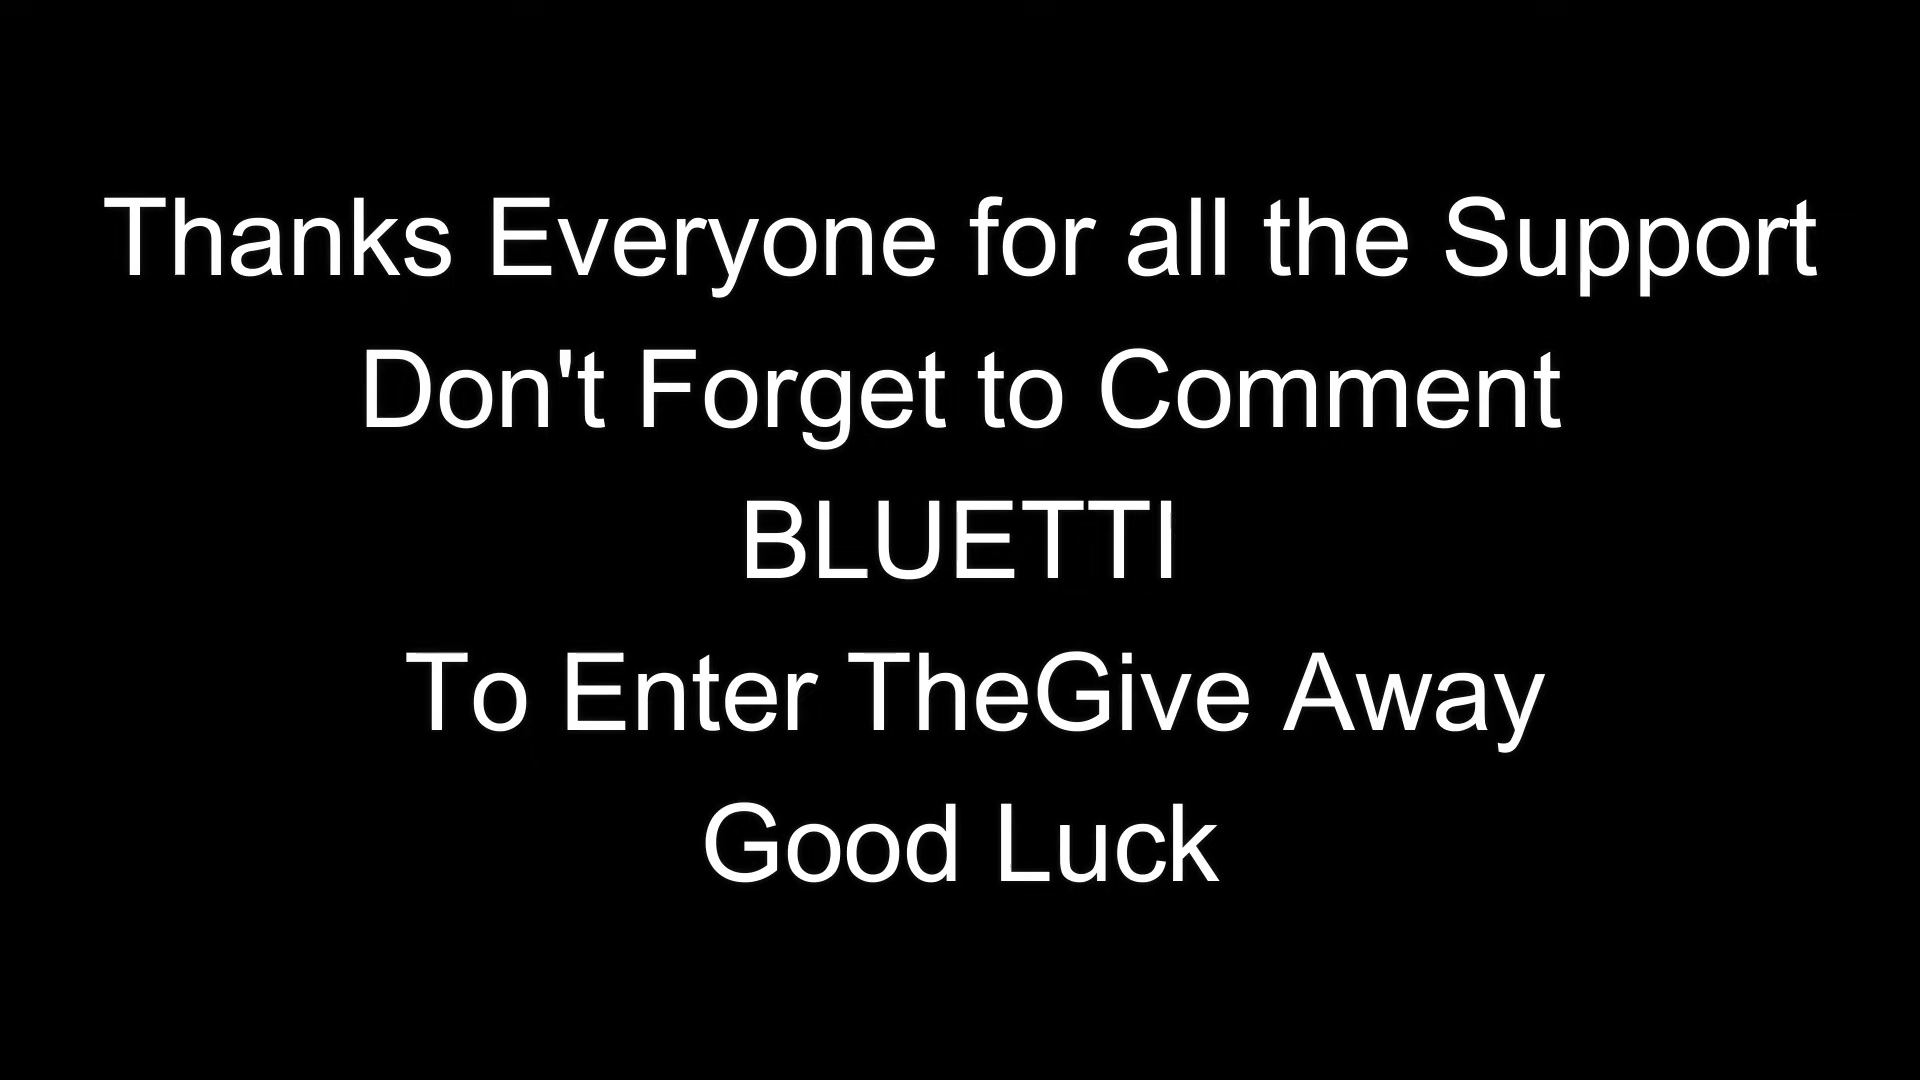 Thanks Everyone for all the Support
Don't Forget to Comment
BLUETTI
To Enter TheGive Away
Good Luck